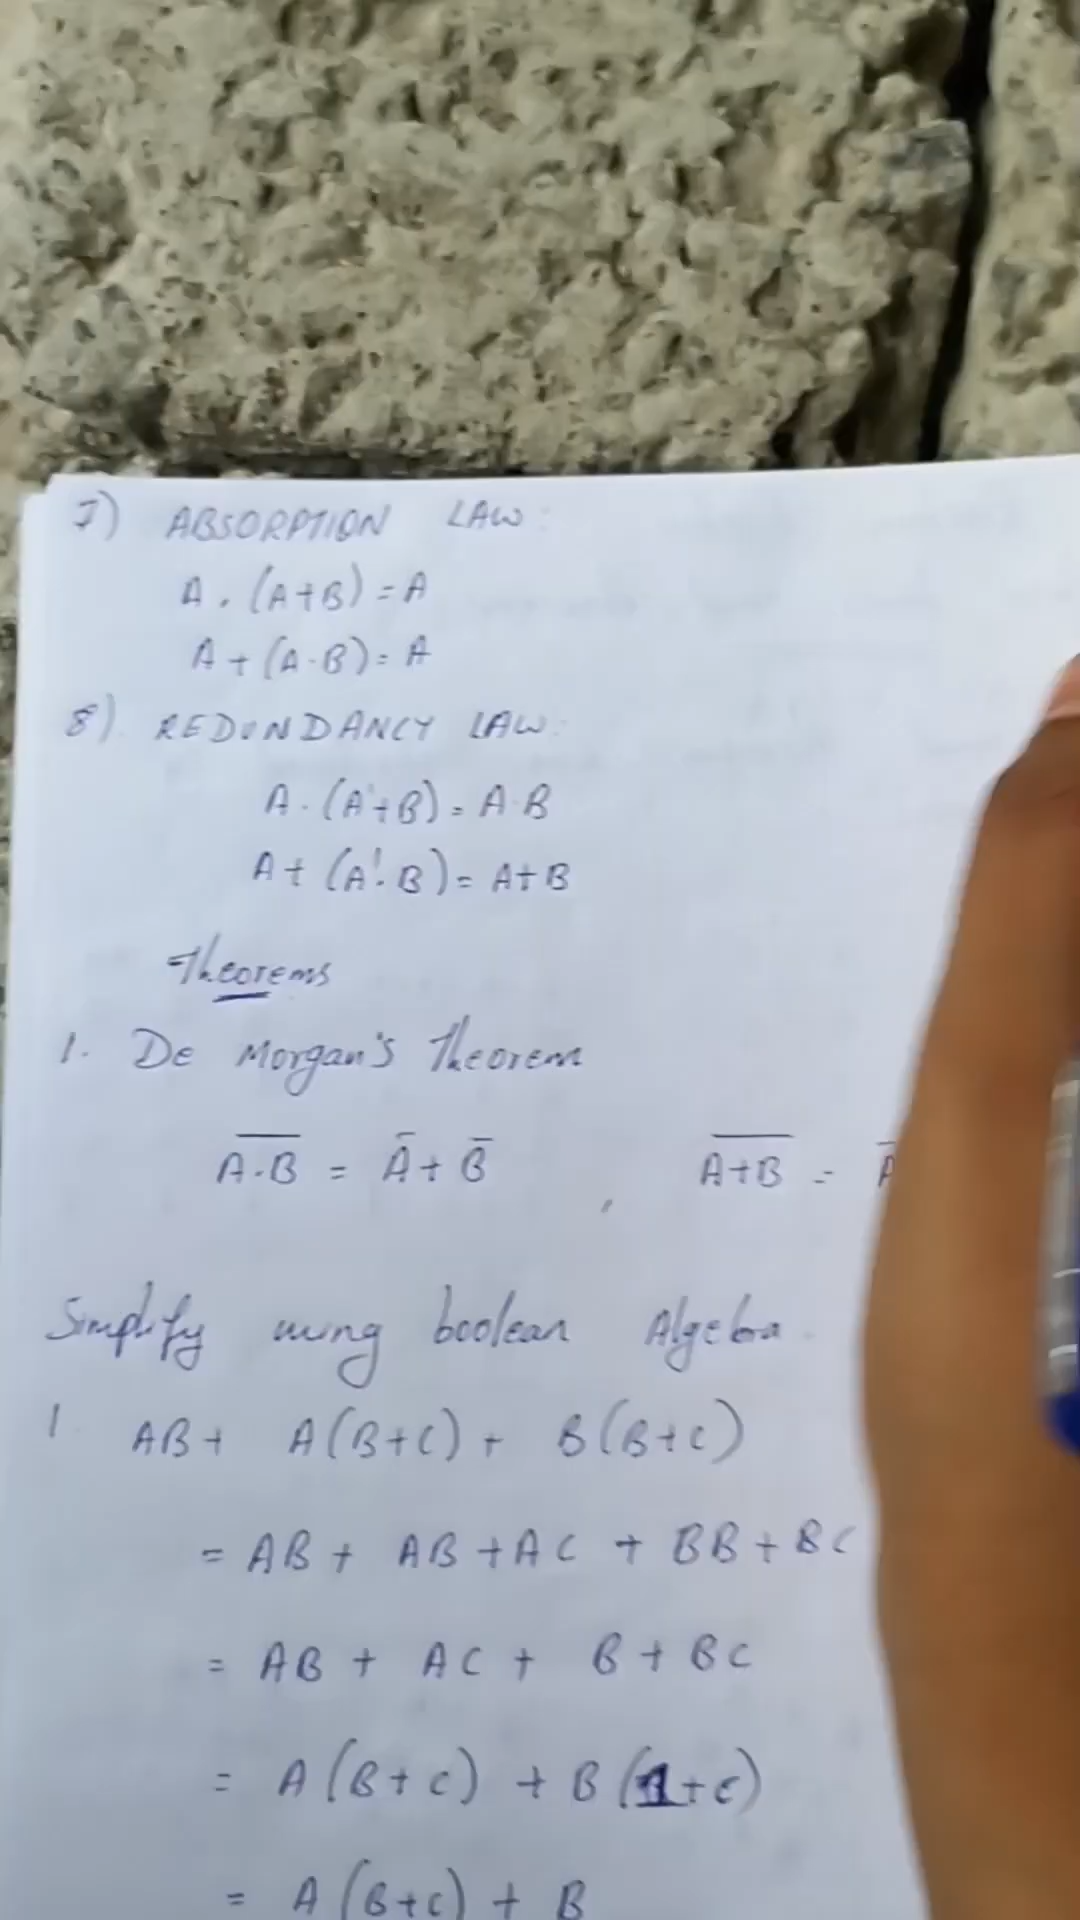 7) ABSORPTION LAW:
A.(A+B)=A
A+(A.B)=A
8). REDUNDANCY LAW:
A.(A'+B)=A.B
A+(A'.B)=A+B
Theorems
1. De Morgan's Theorem
A̅.̅B̅ = A̅+B̅ , A̅+̅B̅ = A̅
Simplify using boolean Algebra.
1. AB+ A(B+C)+ B(B+C)
= AB+ AB+AC + BB+BC
= AB + AC + B+BC
= A(B+C) +B(1+C)
= A(B+C) + B